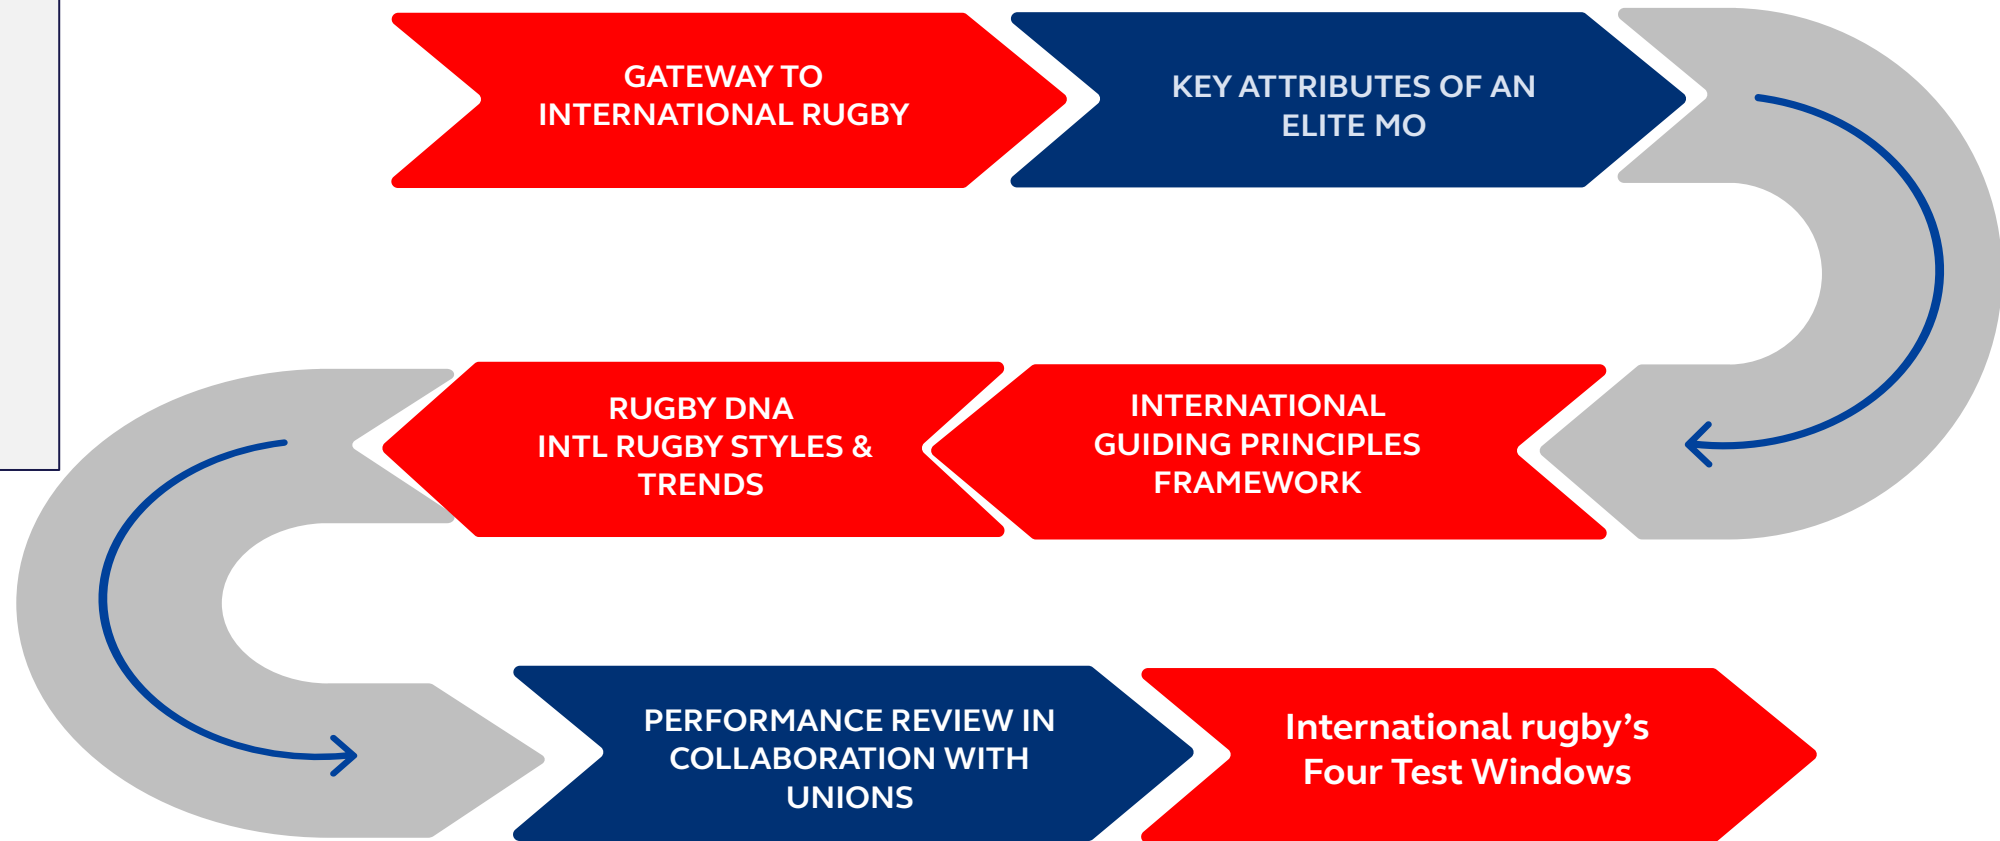 GATEWAY TO
INTERNATIONAL RUGBY
KEY ATTRIBUTES OF AN
ELITE MO
INTERNATIONAL
GUIDING PRINCIPLES
FRAMEWORK
RUGBY DNA
INTL RUGBY STYLES &
TRENDS
PERFORMANCE REVIEW IN
COLLABORATION WITH
UNIONS
International rugby’s
Four Test Windows